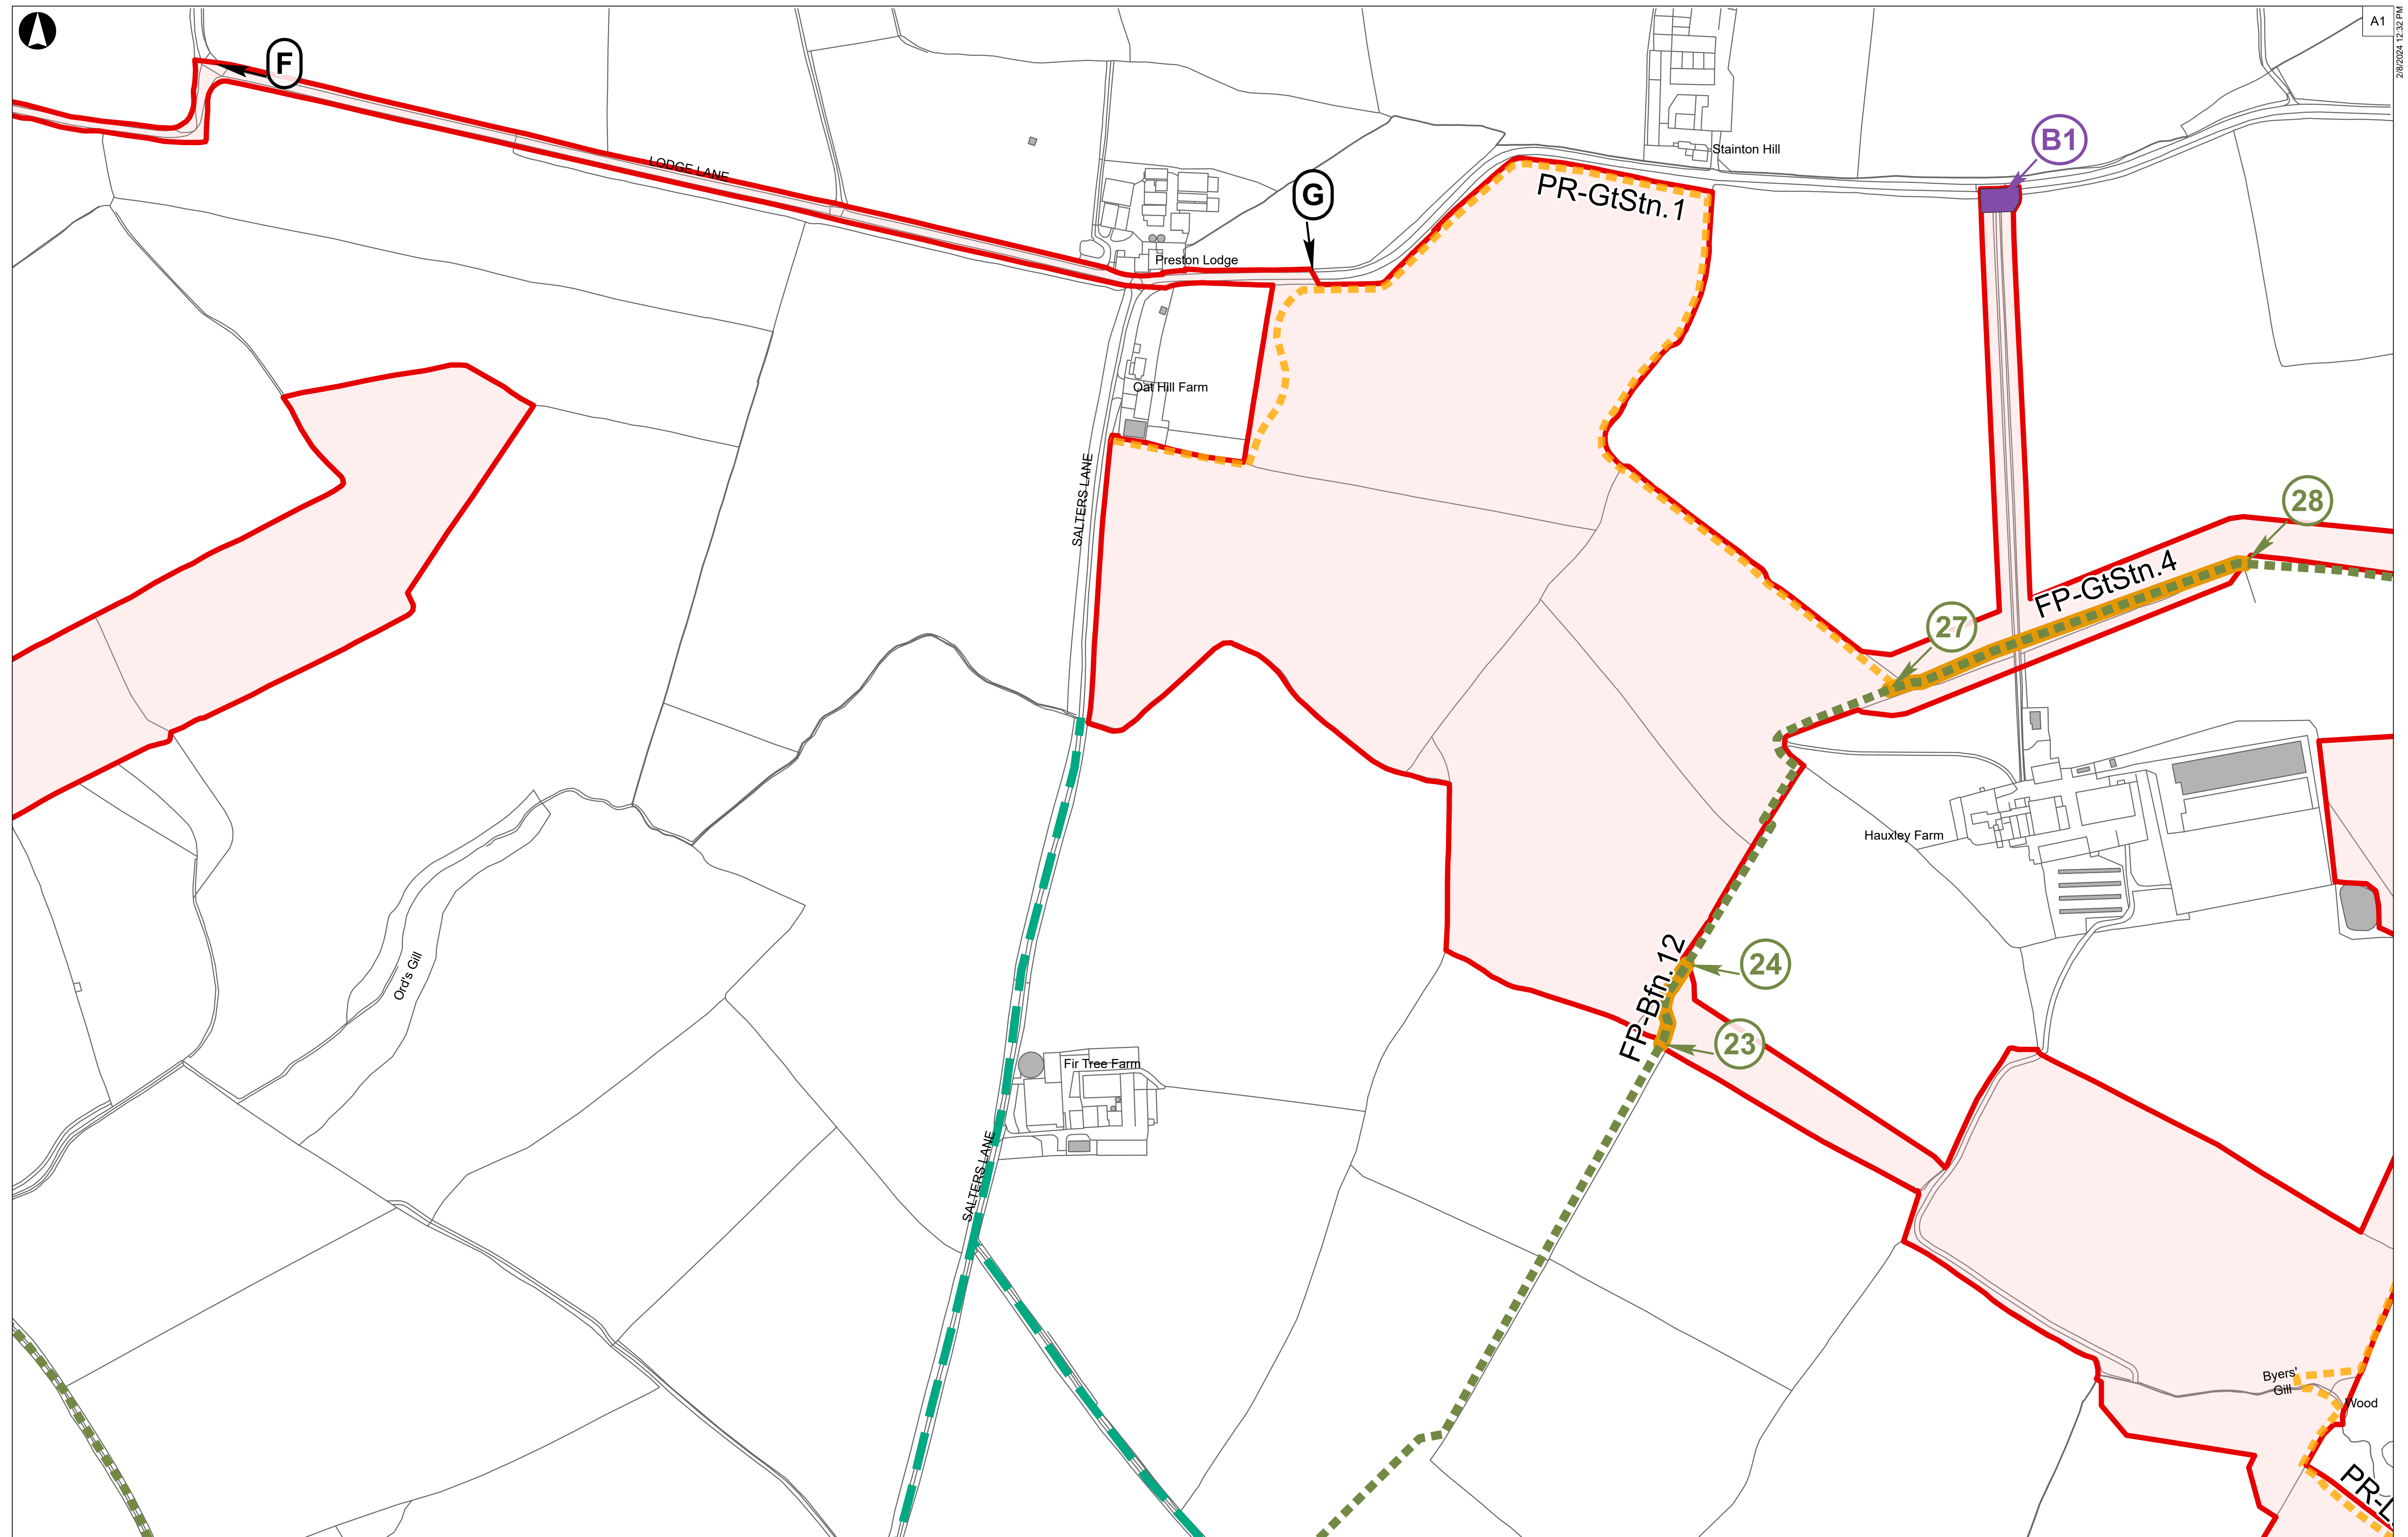 A1
2/8/2024 12:32 PM
F
B1
Stainton Hill
LODGE LANE
PR-GtStn.1
G
Preston Lodge
Oat Hill Farm
SALTERS LANE
28
FP-GtStn.4
27
Hauxley Farm
FP-Bfn. 12
24
Ord's Gill
23
Fir Tree Farm
SALTERS LANE
Byers'
Gill
Wood